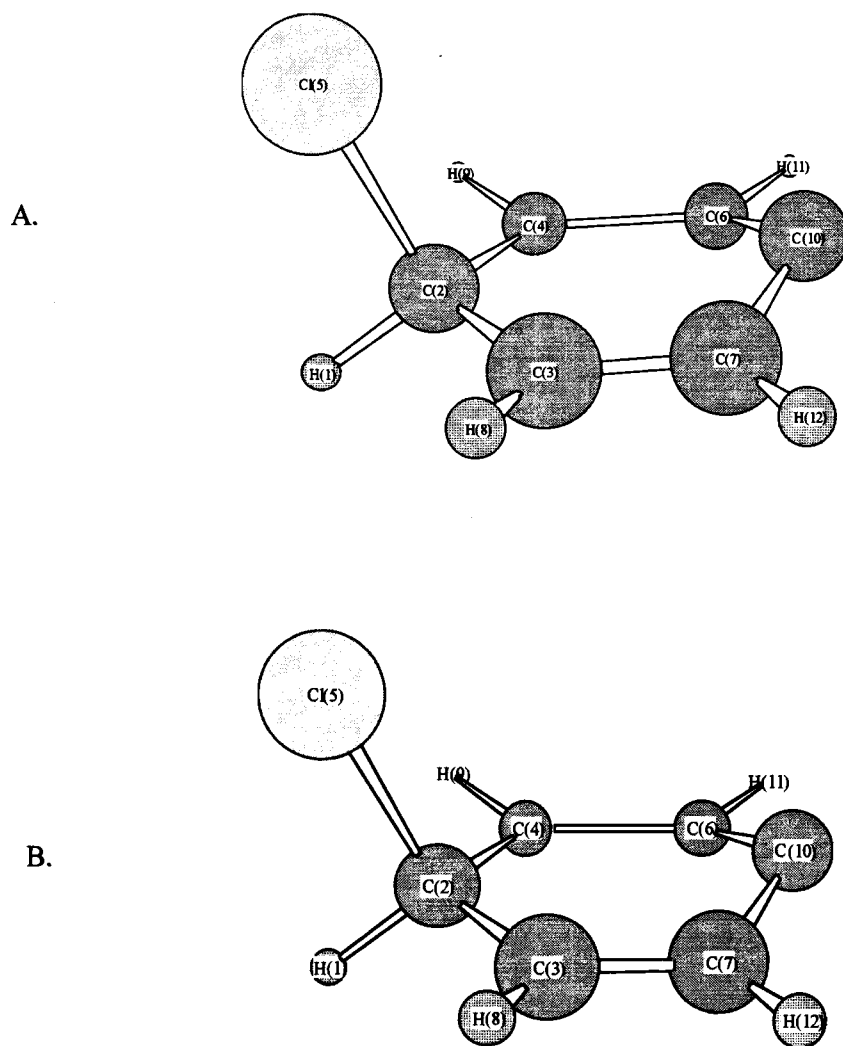 A.
Cl(5)
H(9)
H(11)
C(4)
C(6)
C(10)
C(2)
H(1)
C(3)
C(7)
H(8)
H(12)
B.
Cl(5)
H(9)
H(11)
C(4)
C(6)
C(10)
C(2)
H(1
C(3)
C(7)
H(8)
H(12)